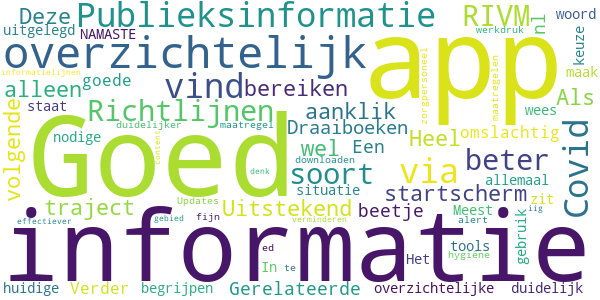 Deze Publieksinformatie RIVM nl woord
uitgelegd NAMASTE werkdruk keuze
overzichtelijk app
informatielijnen goede zorgpersoneel maatregelen maak
alleen vind bereiken
staat Richtlijnen aanklik Als
volgende nodige duidelijker maatregel Draaiboeken Heel omslachtig wees Covid
Goed wel Een
content downloaden via beter
denk soort situatie allemaal
traject Updates Uitstekend startscherm zit
effectiever gebied fijn beetje Meest gebruik iig
informatie verminderen alert
ed Het tools hygiene
In te
huidige Verder begrijpen Gerelateerde overzichtelijke duidelijk